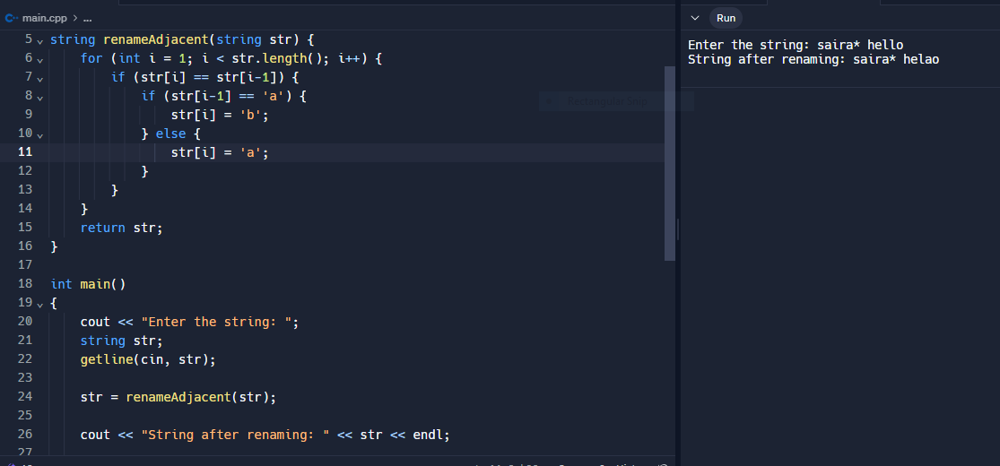 main.cpp > ...
5 string renameAdjacent(string str) {
6 for (int i = 1; i < str.length(); i++) {
7 if (str[i] == str[i-1]) {
8 if (str[i-1] == 'a') {
9 str[i] = 'b';
10 } else {
11 str[i] = 'a';
12 }
13 }
14 }
15 return str;
16 }
17
18 int main()
19 {
20 cout << "Enter the string: ";
21 string str;
22 getline(cin, str);
23
24 str = renameAdjacent(str);
25
26 cout << "String after renaming: " << str << endl;
27
Run
Enter the string: saira* hello
String after renaming: saira* helao